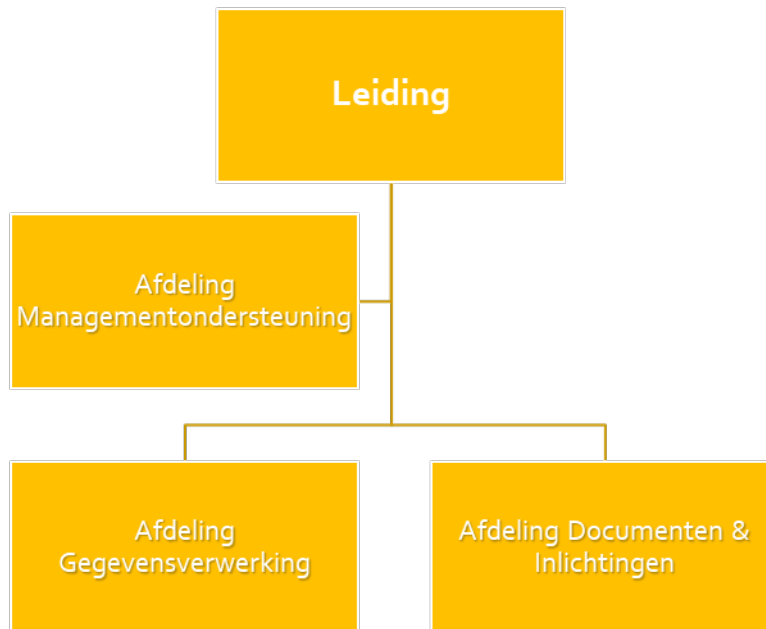 Leiding
Afdeling
Managementondersteuning
Afdeling
Gegevensverwerking
Afdeling Documenten &
Inlichtingen